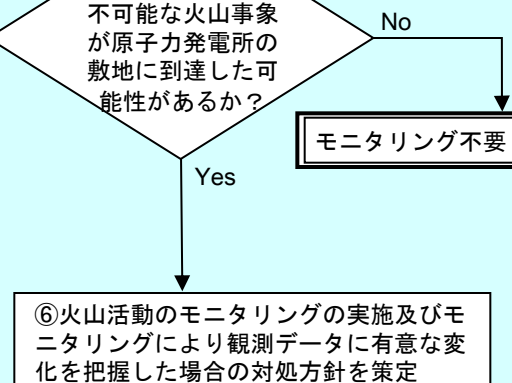 不可能な火山事象
が原子力発電所の
敷地に到達した可
能性があるか？
No
モニタリング不要
Yes
⑥火山活動のモニタリングの実施及びモ
ニタリングにより観測データに有意な変
化を把握した場合の対処方針を策定